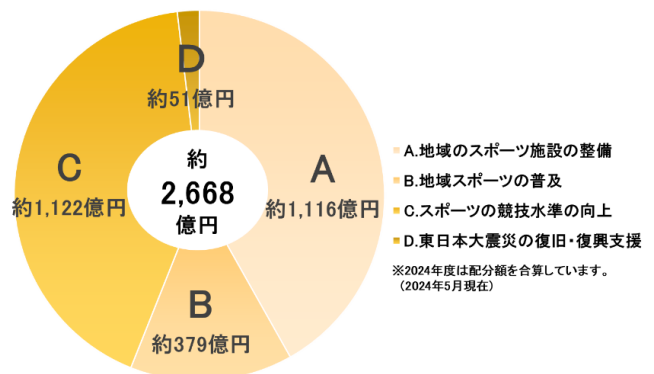 D
約51億円
C
約1,122億円
約
2,668
億円
A
約1,116億円
B
約379億円
A.地域のスポーツ施設の整備
B.地域スポーツの普及
C.スポーツの競技水準の向上
D.東日本大震災の復旧・復興支援
※2024年度は配分額を合算しています。
（2024年5月現在）